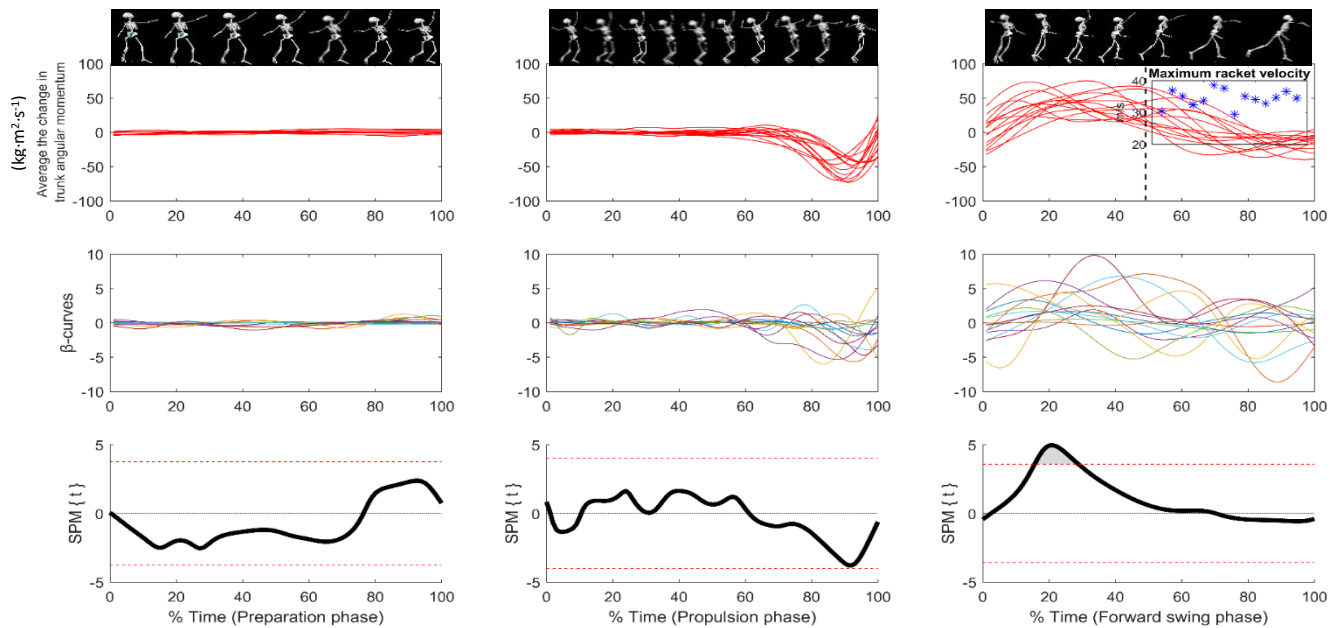 (kg·m²·s⁻¹)
Average the change in
trunk angular momentum
100
50
0
-50
-100
0 20 40 60 80 100
100
50
0
-50
-100
0 20 40 60 80 100
100
50
0
-50
-100
0 20 40 60 80 100
Maximum racket velocity
40
30
20
β-curves
10
5
0
-5
-10
0 20 40 60 80 100
10
5
0
-5
-10
0 20 40 60 80 100
10
5
0
-5
-10
0 20 40 60 80 100
SPM { t }
5
0
-5
0 20 40 60 80 100
% Time (Preparation phase)
SPM { t }
5
0
-5
0 20 40 60 80 100
% Time (Propulsion phase)
SPM { t }
5
0
-5
0 20 40 60 80 100
% Time (Forward swing phase)